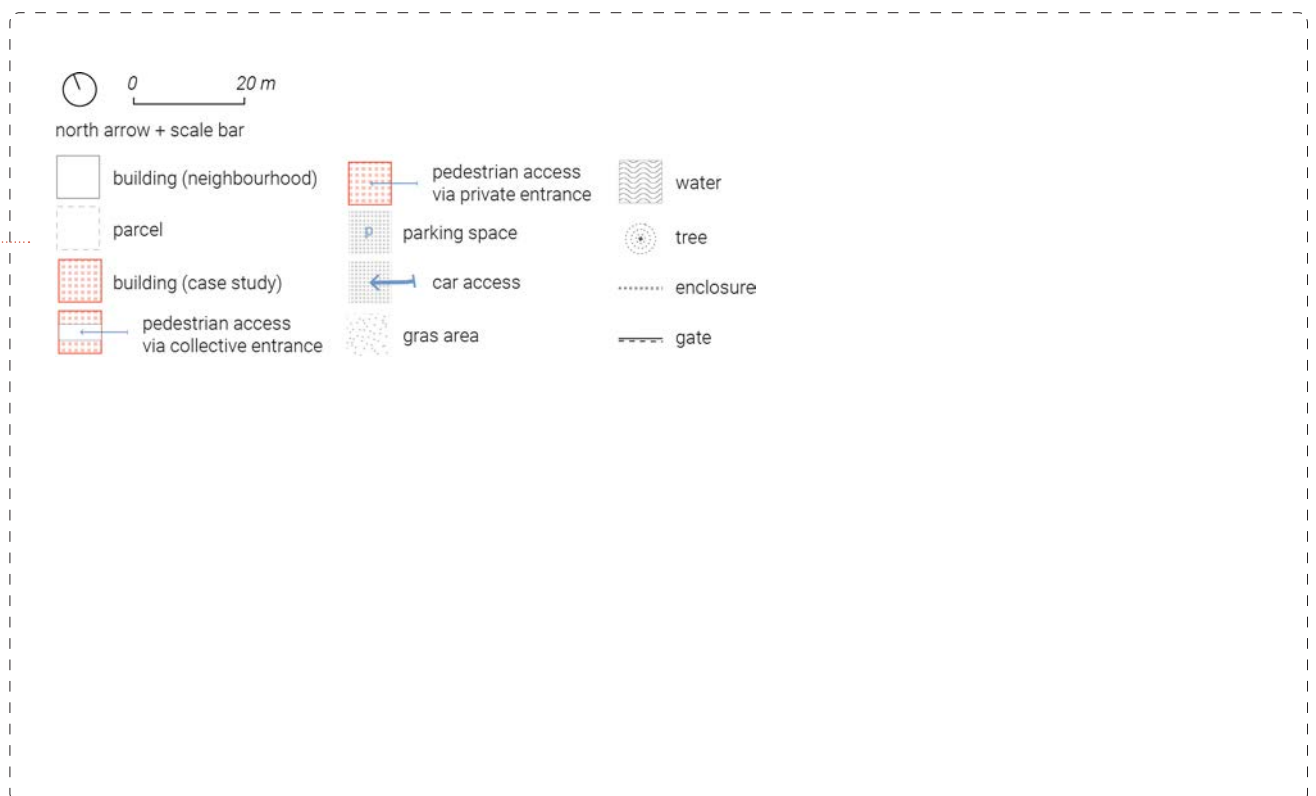 0 20 m
north arrow + scale bar
building (neighbourhood)
parcel
building (case study)
pedestrian access
via collective entrance
pedestrian access
via private entrance
p
parking space
car access
gras area
water
tree
enclosure
gate